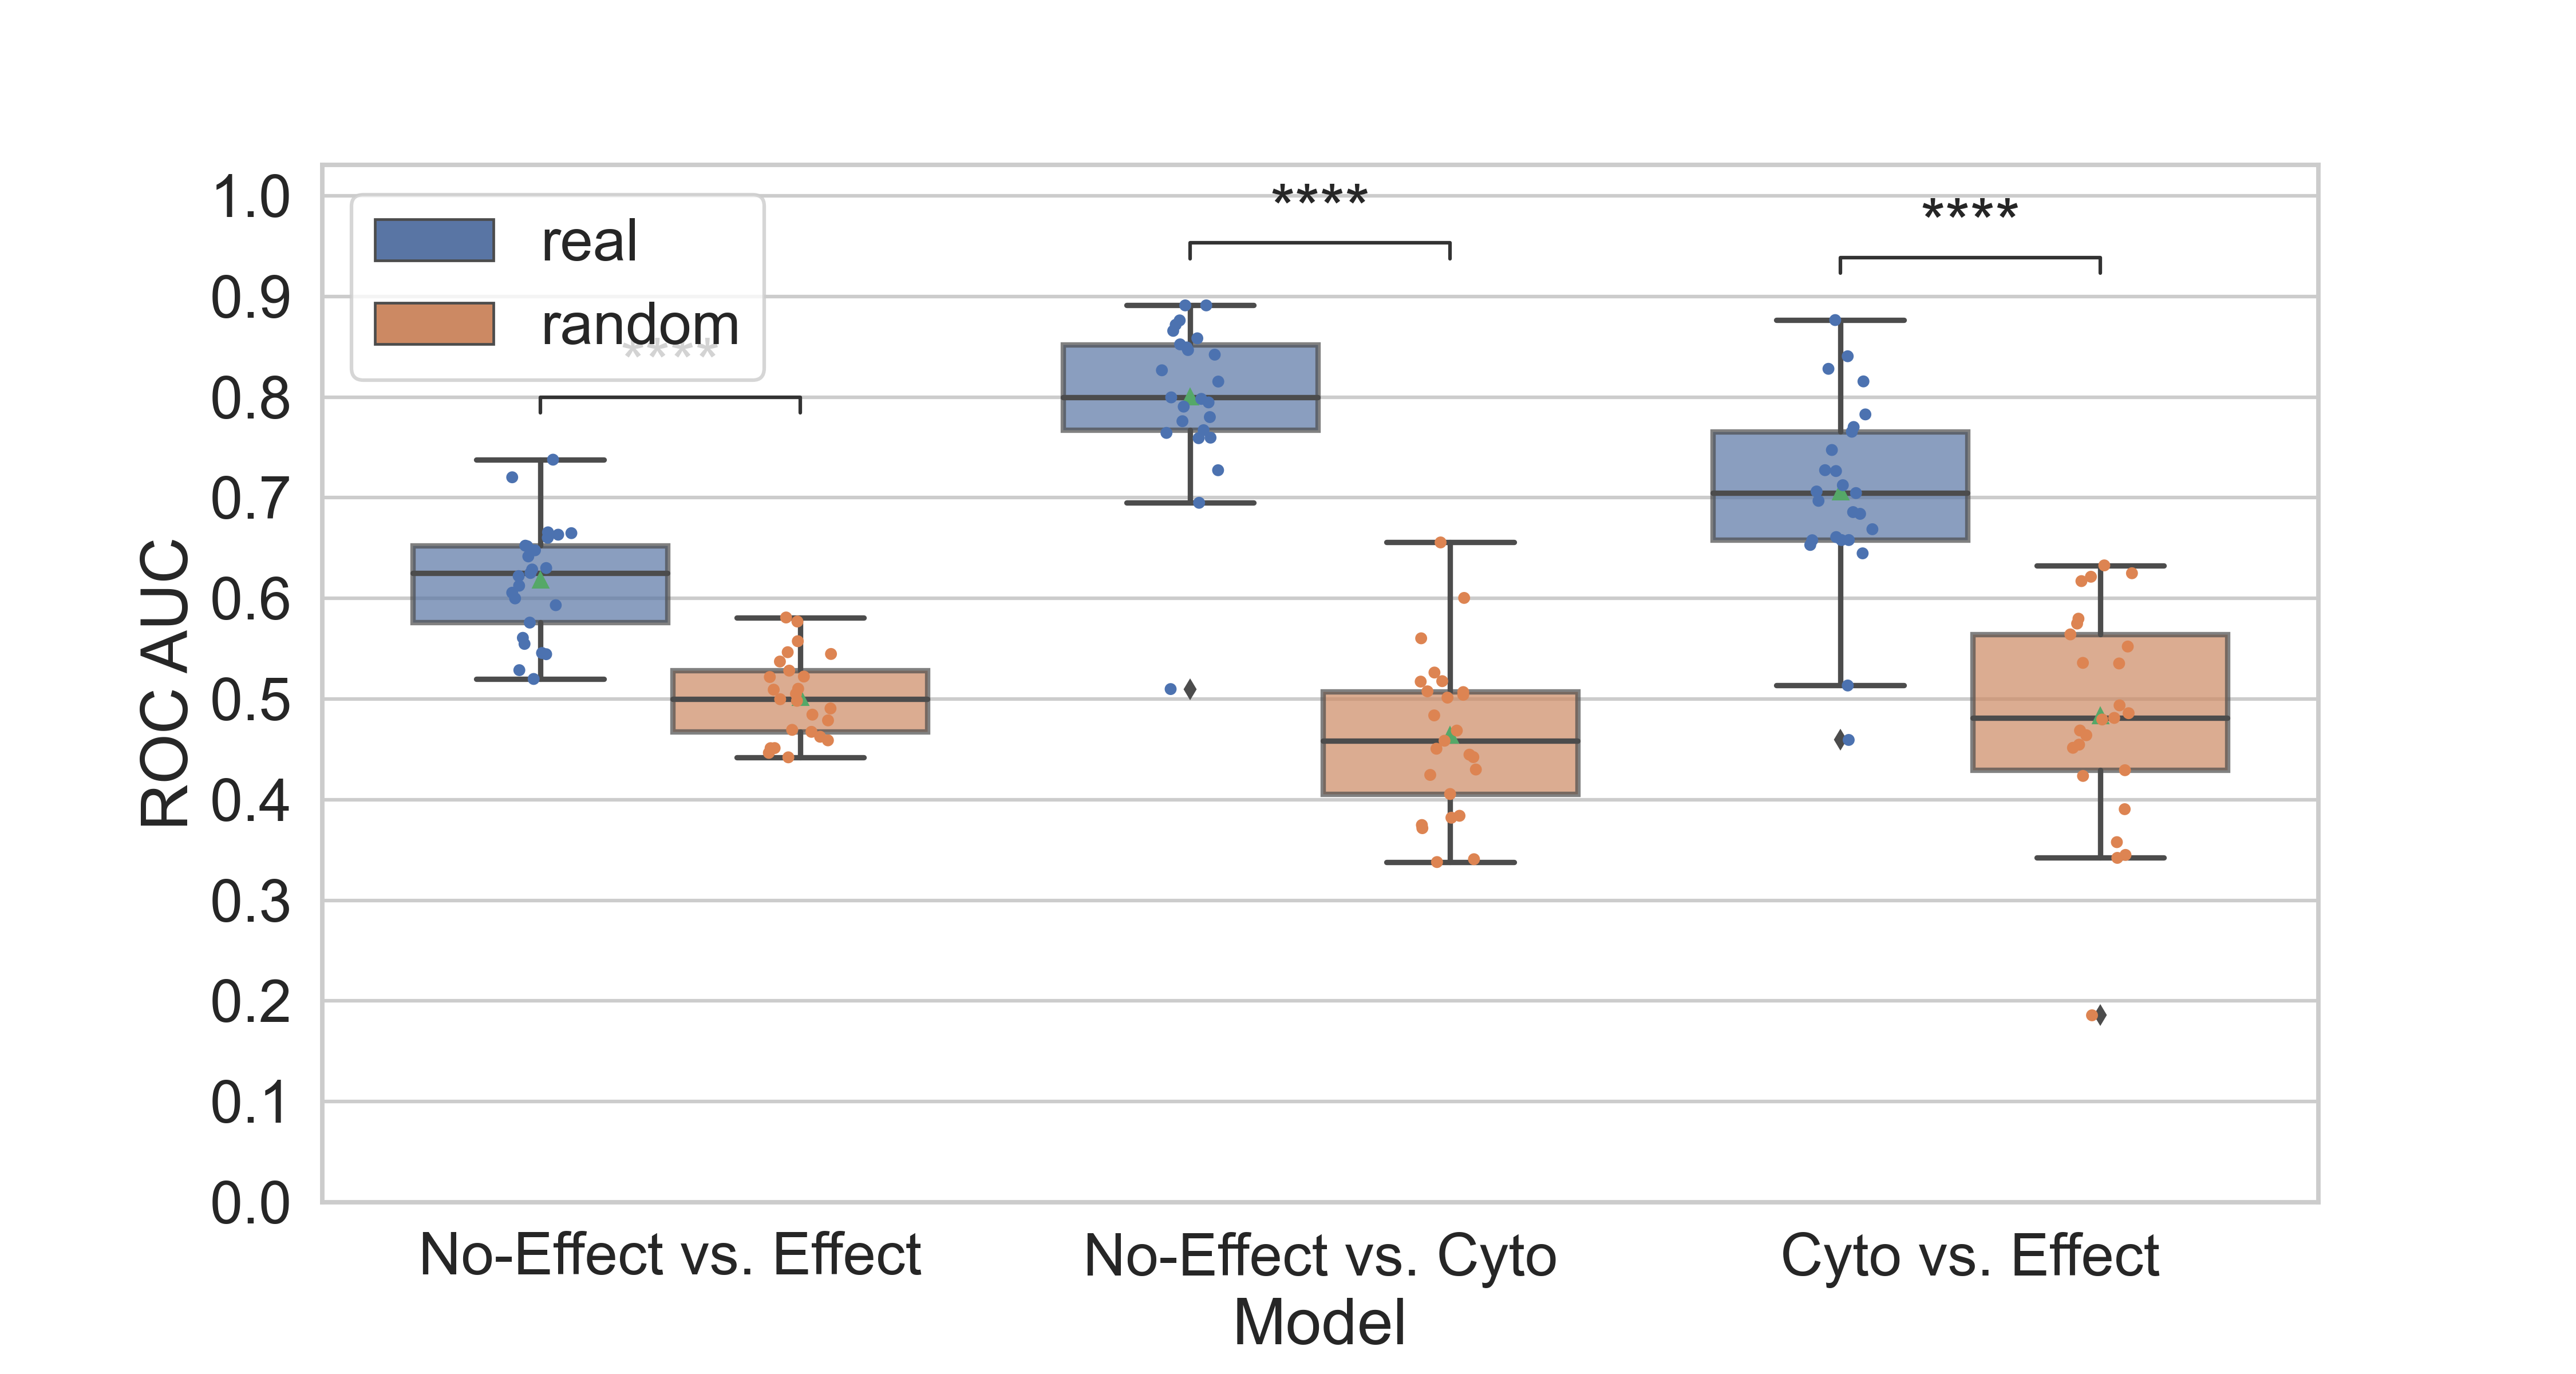 1.0
0.9
0.8
0.7
0.6
0.5
0.4
0.3
0.2
0.1
0.0
ROC AUC
real
random
****
****
****
No-Effect vs. Effect
No-Effect vs. Cyto
Cyto vs. Effect
Model